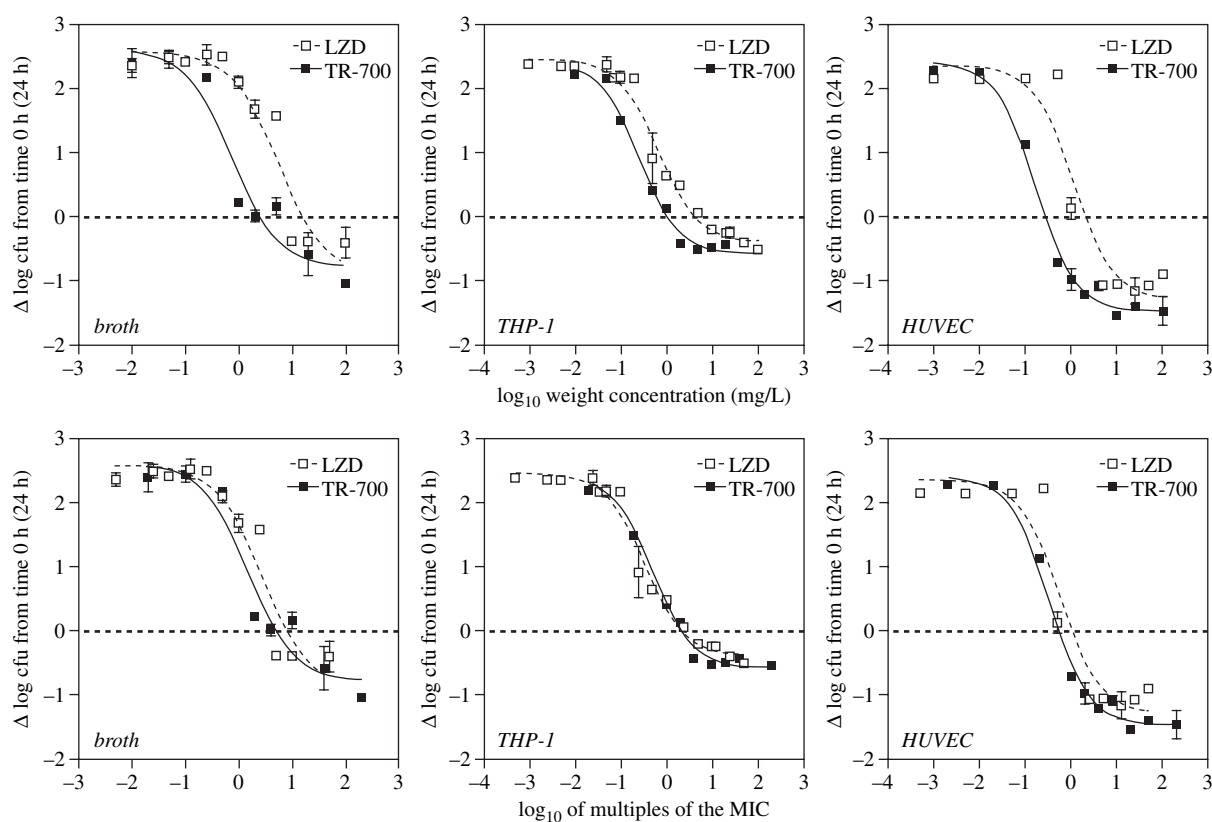 3
2
1
0
−1
−2
Δ log cfu from time 0 h (24 h)
LZD
TR-700
broth
−3 −2 −1 0 1 2 3
3
2
1
0
−1
−2
Δ log cfu from time 0 h (24 h)
LZD
TR-700
THP-1
−4 −3 −2 −1 0 1 2 3
3
2
1
0
−1
−2
Δ log cfu from time 0 h (24 h)
LZD
TR-700
HUVEC
−4 −3 −2 −1 0 1 2 3
log10 weight concentration (mg/L)
3
2
1
0
−1
−2
Δ log cfu from time 0 h (24 h)
LZD
TR-700
broth
−3 −2 −1 0 1 2 3
3
2
1
0
−1
−2
Δ log cfu from time 0 h (24 h)
LZD
TR-700
THP-1
−4 −3 −2 −1 0 1 2 3
3
2
1
0
−1
−2
Δ log cfu from time 0 h (24 h)
LZD
TR-700
HUVEC
−4 −3 −2 −1 0 1 2 3
log10 of multiples of the MIC